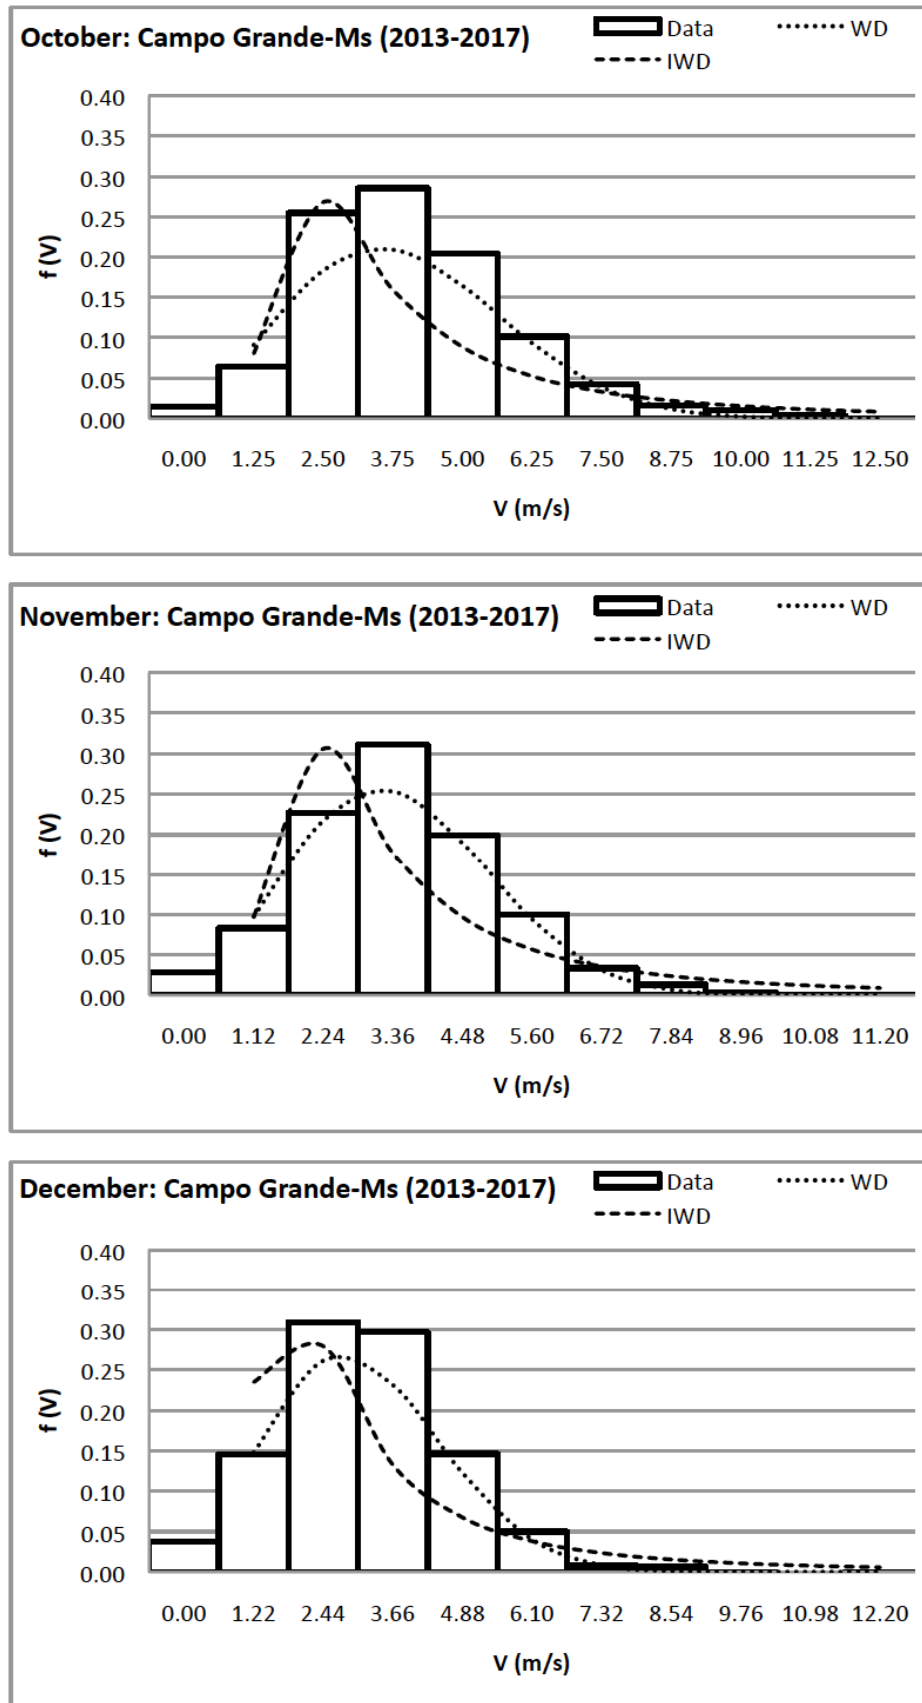 October: Campo Grande-Ms (2013-2017)
Data
WD
IWD
0.40
0.35
0.30
0.25
0.20
0.15
0.10
0.05
0.00
f (V)
0.00 1.25 2.50 3.75 5.00 6.25 7.50 8.75 10.00 11.25 12.50
V (m/s)
November: Campo Grande-Ms (2013-2017)
Data
WD
IWD
0.40
0.35
0.30
0.25
0.20
0.15
0.10
0.05
0.00
f (V)
0.00 1.12 2.24 3.36 4.48 5.60 6.72 7.84 8.96 10.08 11.20
V (m/s)
December: Campo Grande-Ms (2013-2017)
Data
WD
IWD
0.40
0.35
0.30
0.25
0.20
0.15
0.10
0.05
0.00
f (V)
0.00 1.22 2.44 3.66 4.88 6.10 7.32 8.54 9.76 10.98 12.20
V (m/s)